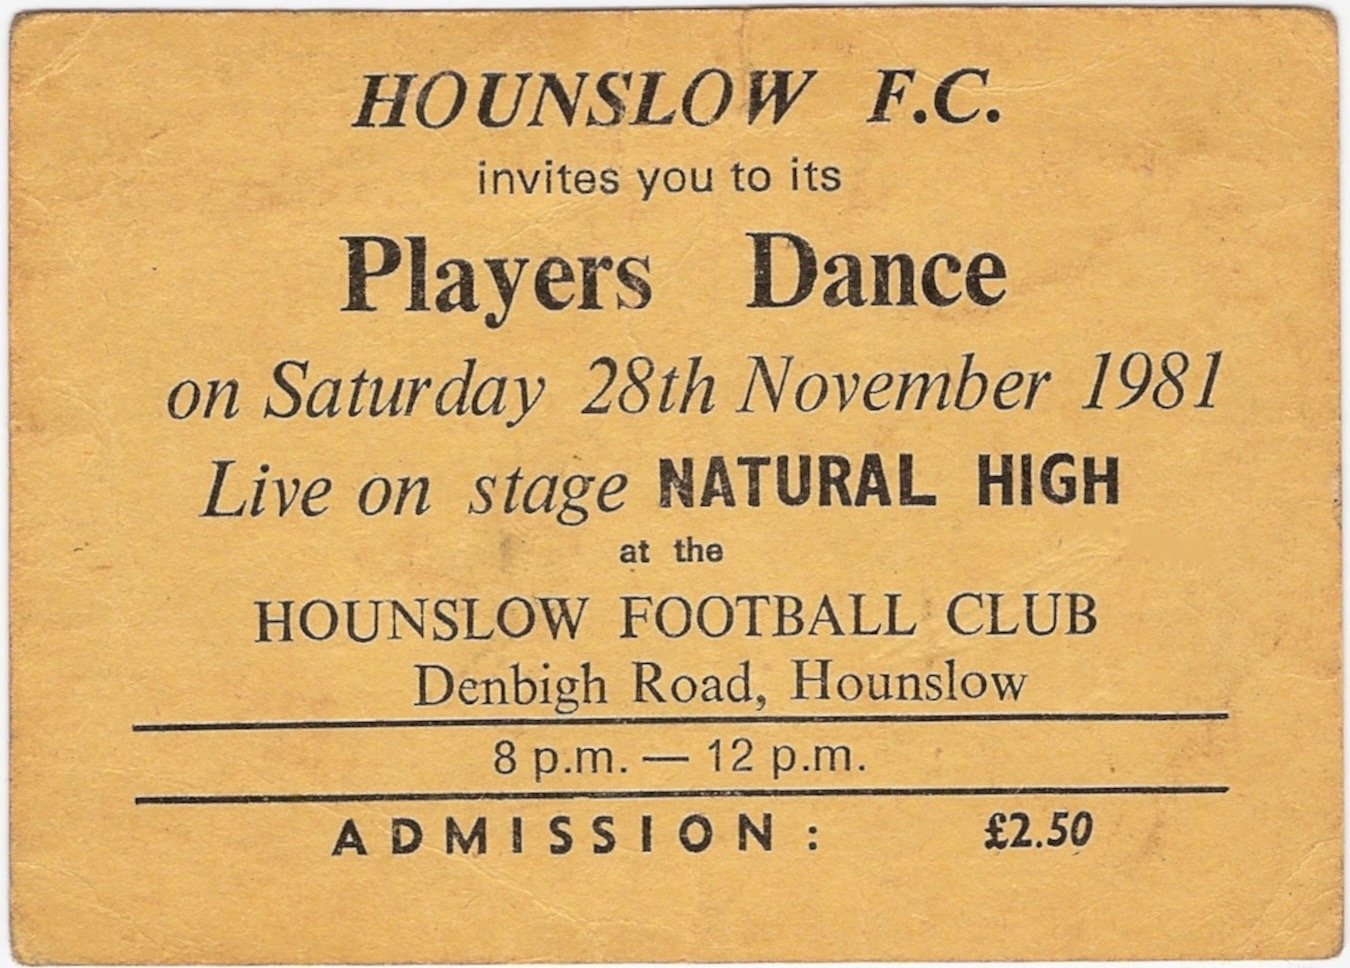 HOUNSLOW F.C.
invites you to its
Players Dance
on Saturday 28th November 1981
Live on stage NATURAL HIGH
at the
HOUNSLOW FOOTBALL CLUB
Denbigh Road, Hounslow
8 p.m. — 12 p.m.
ADMISSION: £2.50